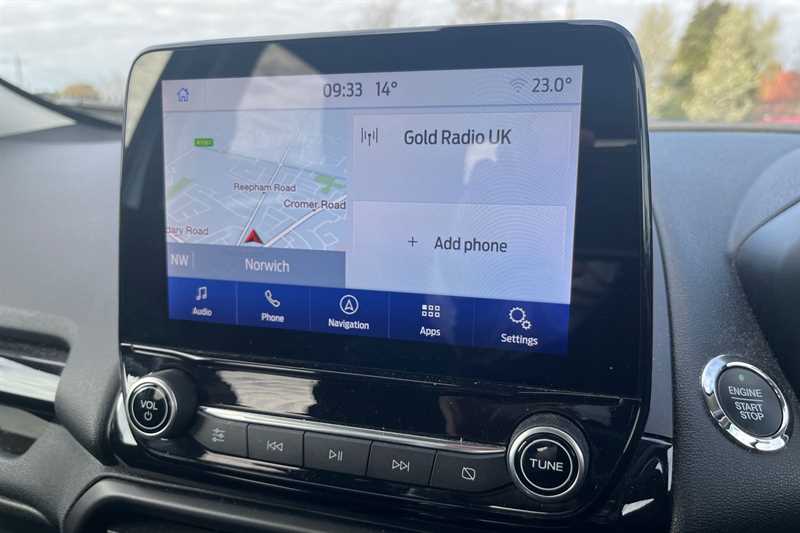 09:33 14° 23.0°
Gold Radio UK
Reepham Road
Cromer Road
dary Road
NW Norwich
+ Add phone
Audio Phone Navigation Apps Settings
VOL
TUNE
ENGINE
START
STOP